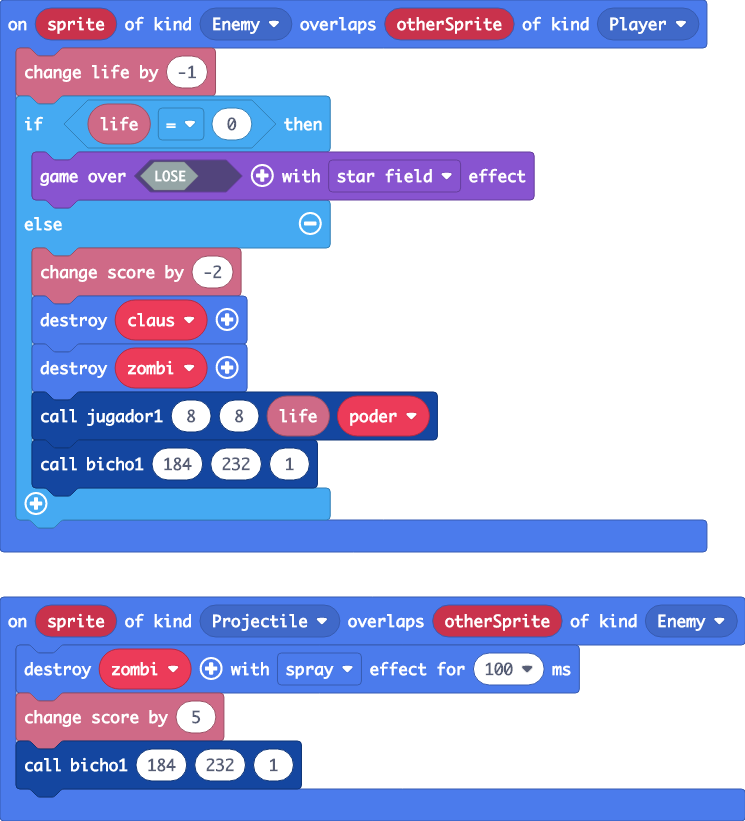 on sprite of kind Enemy overlaps otherSprite of kind Player
change life by -1
if life = 0 then
game over LOSE with star field effect
else
change score by -2
destroy claus
destroy zombi
call jugador1 8 8 life poder
call bicho1 184 232 1
on sprite of kind Projectile overlaps otherSprite of kind Enemy
destroy zombi with spray effect for 100 ms
change score by 5
call bicho1 184 232 1